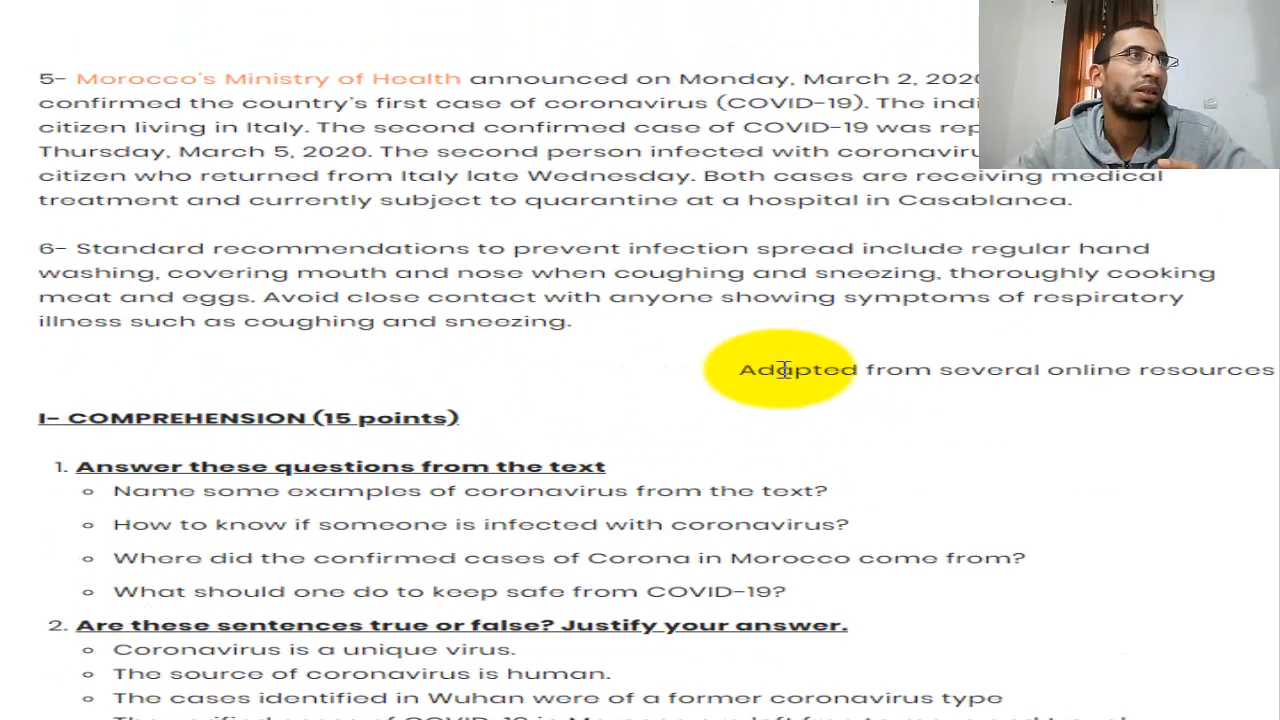 5- Morocco's Ministry of Health announced on Monday, March 2, 2020
confirmed the country's first case of coronavirus (COVID-19). The
citizen living in Italy. The second confirmed case of COVID-19 was
Thursday, March 5, 2020. The second person infected with
citizen who returned from Italy late Wednesday. Both cases are receiving medical
treatment and currently subject to quarantine at a hospital in Casablanca.
6- Standard recommendations to prevent infection spread include regular hand
washing, covering mouth and nose when coughing and sneezing, thoroughly cooking
meat and eggs. Avoid close contact with anyone showing symptoms of respiratory
illness such as coughing and sneezing.
Adapted from several online resources
I- COMPREHENSION (15 points)
1. Answer these questions from the text
Name some examples of coronavirus from the text?
How to know if someone is infected with coronavirus?
Where did the confirmed cases of Corona in Morocco come from?
What should one do to keep safe from COVID-19?
2. Are these sentences true or false? Justify your answer.
Coronavirus is a unique virus.
The source of coronavirus is human.
The cases identified in Wuhan were of a former coronavirus type